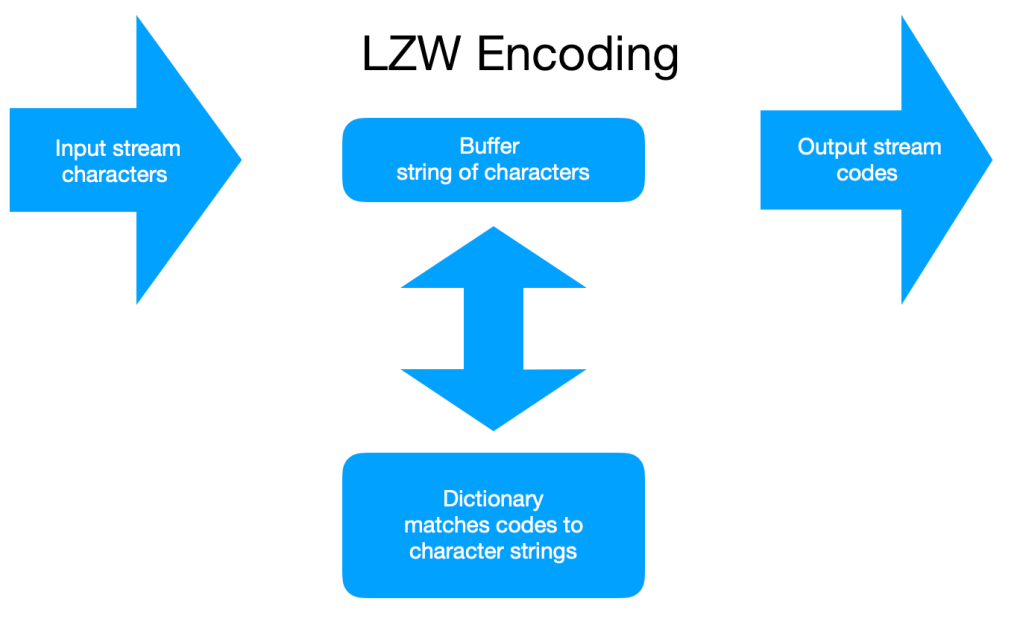 LZW Encoding
Input stream
characters
Buffer
string of characters
Output stream
codes
Dictionary
matches codes to
character strings